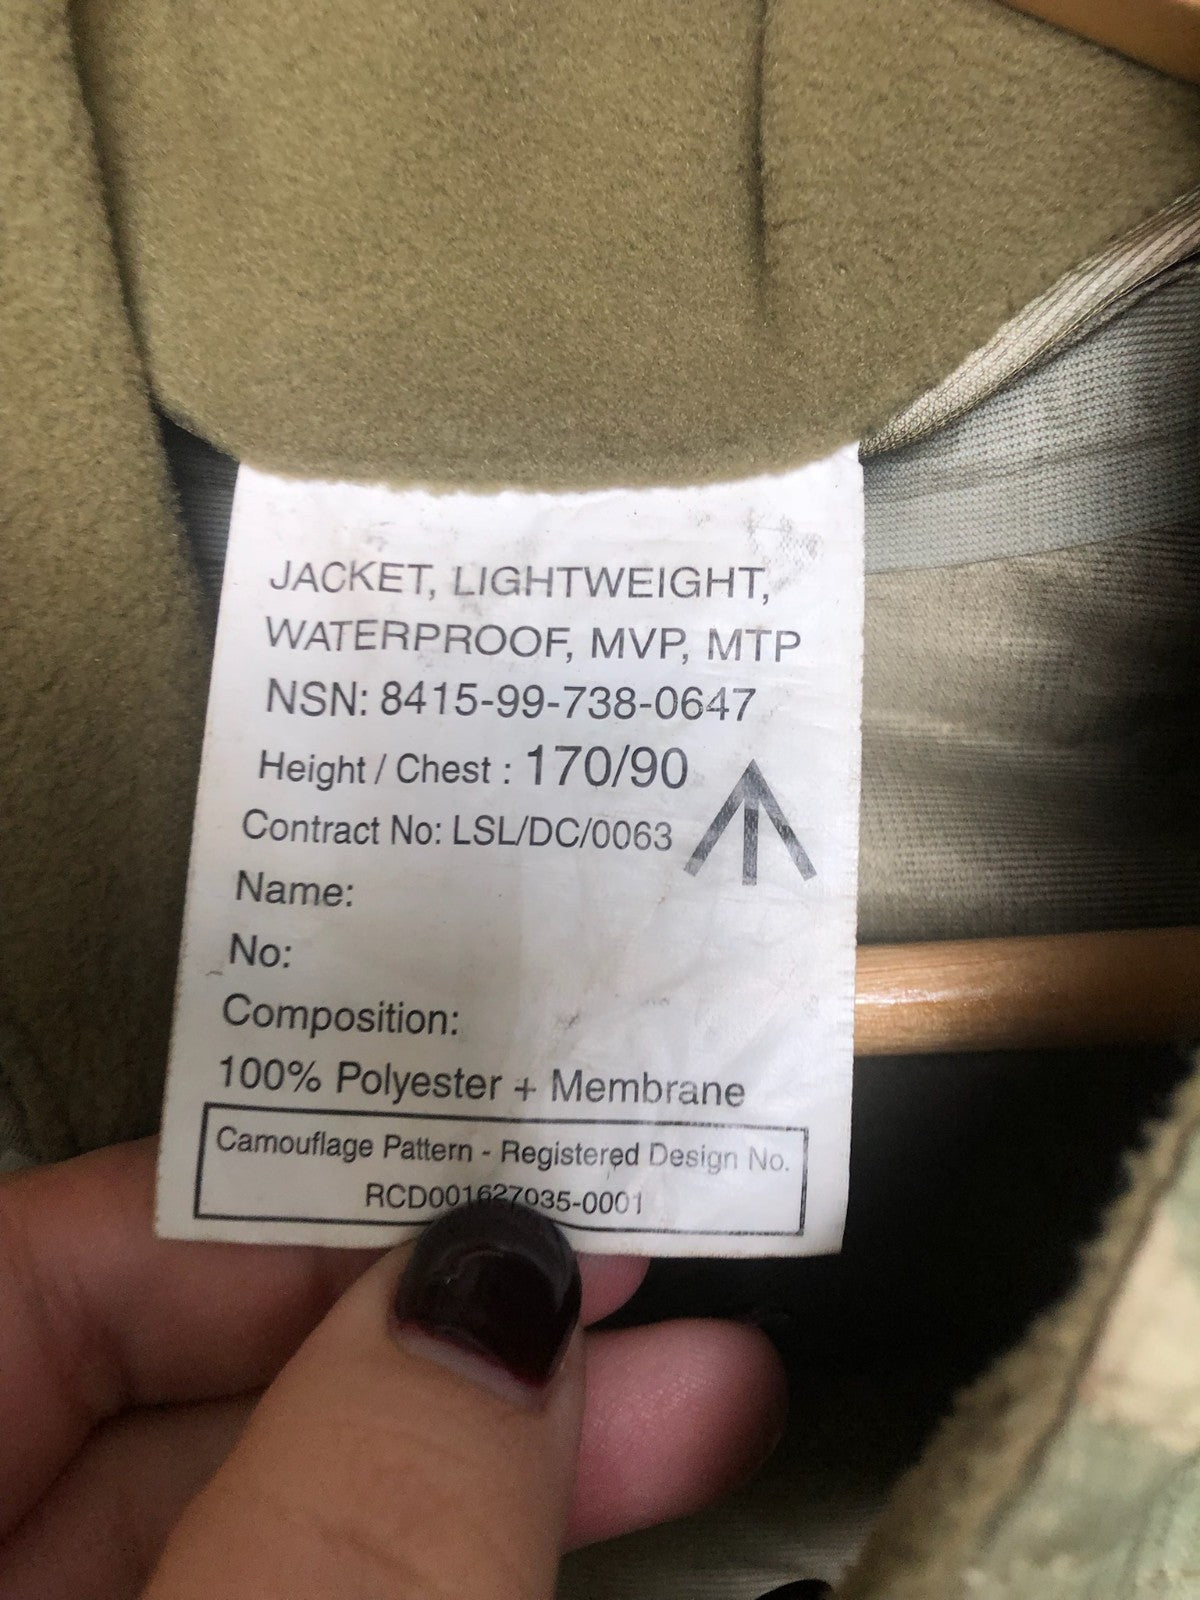 JACKET, LIGHTWEIGHT,
WATERPROOF, MVP, MTP
NSN: 8415-99-738-0647
Height / Chest : 170/90
Contract No: LSL/DC/0063
Name:
No:
Composition:
100% Polyester + Membrane
Camouflage Pattern - Registered Design No.
RCD001627035-0001